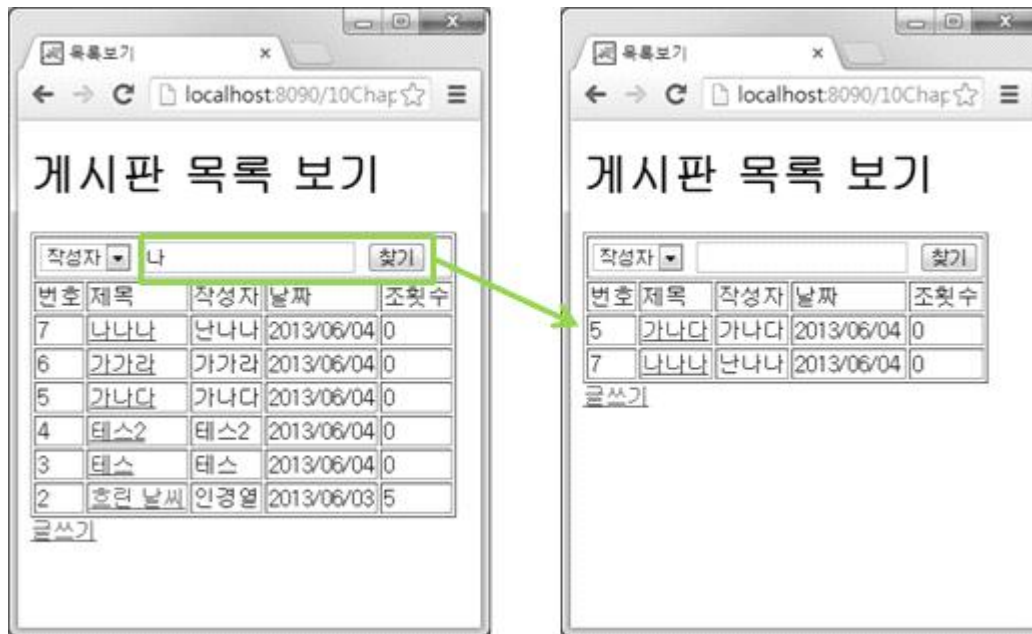 목록보기
localhost:8090/10Chap
게시판 목록 보기
작성자 나 찾기
번호 제목 작성자 날짜 조횟수
7 나나나 난나나 2013/06/04 0
6 가가라 가가라 2013/06/04 0
5 가나다 가나다 2013/06/04 0
4 테스2 테스2 2013/06/04 0
3 테스 테스 2013/06/04 0
2 흐린 날씨 인경열 2013/06/03 5
글쓰기
목록보기
localhost:8090/10Chap
게시판 목록 보기
작성자 찾기
번호 제목 작성자 날짜 조횟수
5 가나다 가나다 2013/06/04 0
7 나나나 난나나 2013/06/04 0
글쓰기